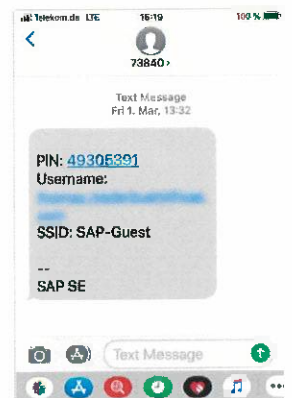 Telekom.de LTE 15:19 100 %
73840 >
Text Message
Fri 1. Mar, 13:32
PIN: 49305391
Username:
SSID: SAP-Guest
--
SAP SE
Text Message